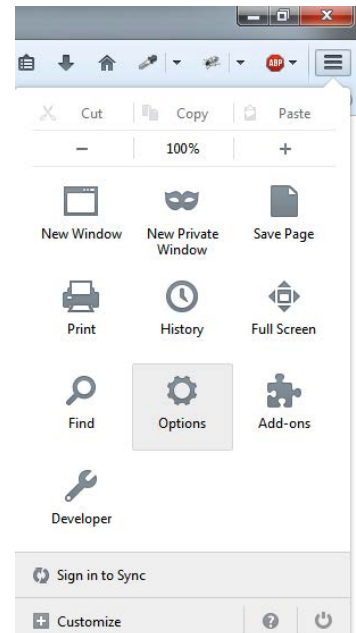 ABP
Cut Copy Paste
− 100% +
New Window New Private Window Save Page
Print History Full Screen
Find Options Add-ons
Developer
Sign in to Sync
Customize